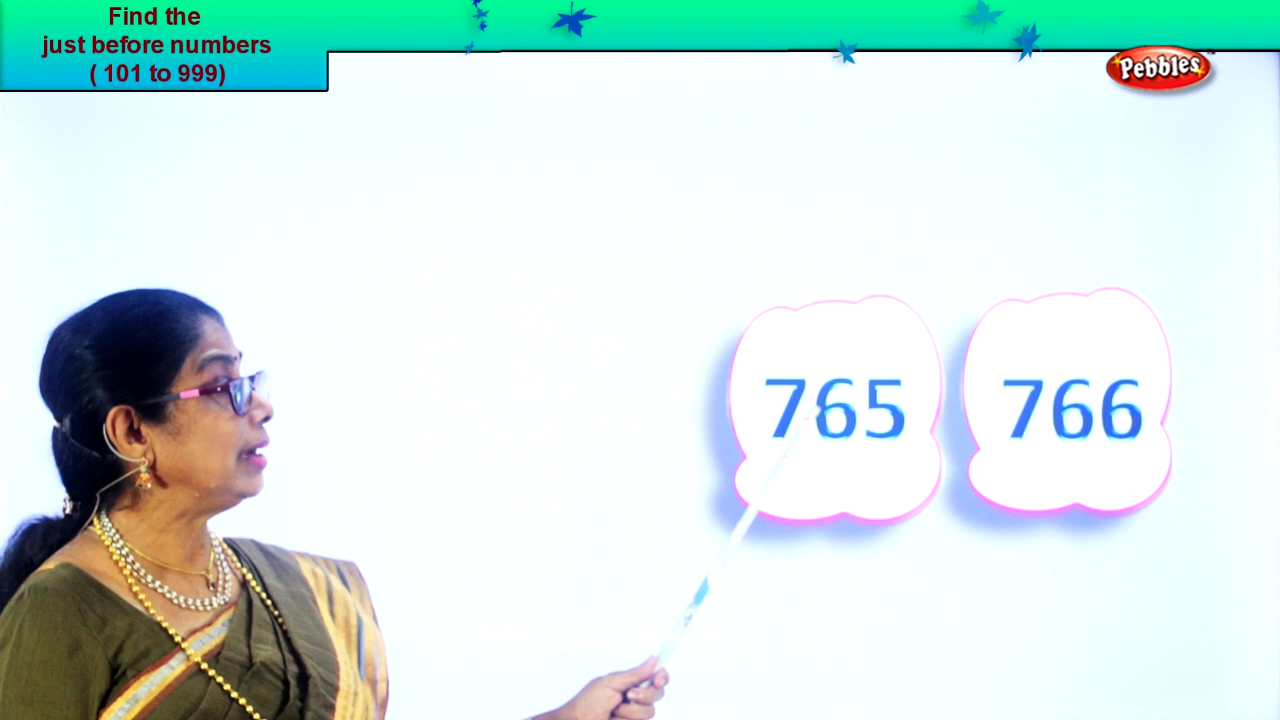 Find the
just before numbers
( 101 to 999)
Pebbles
765 766